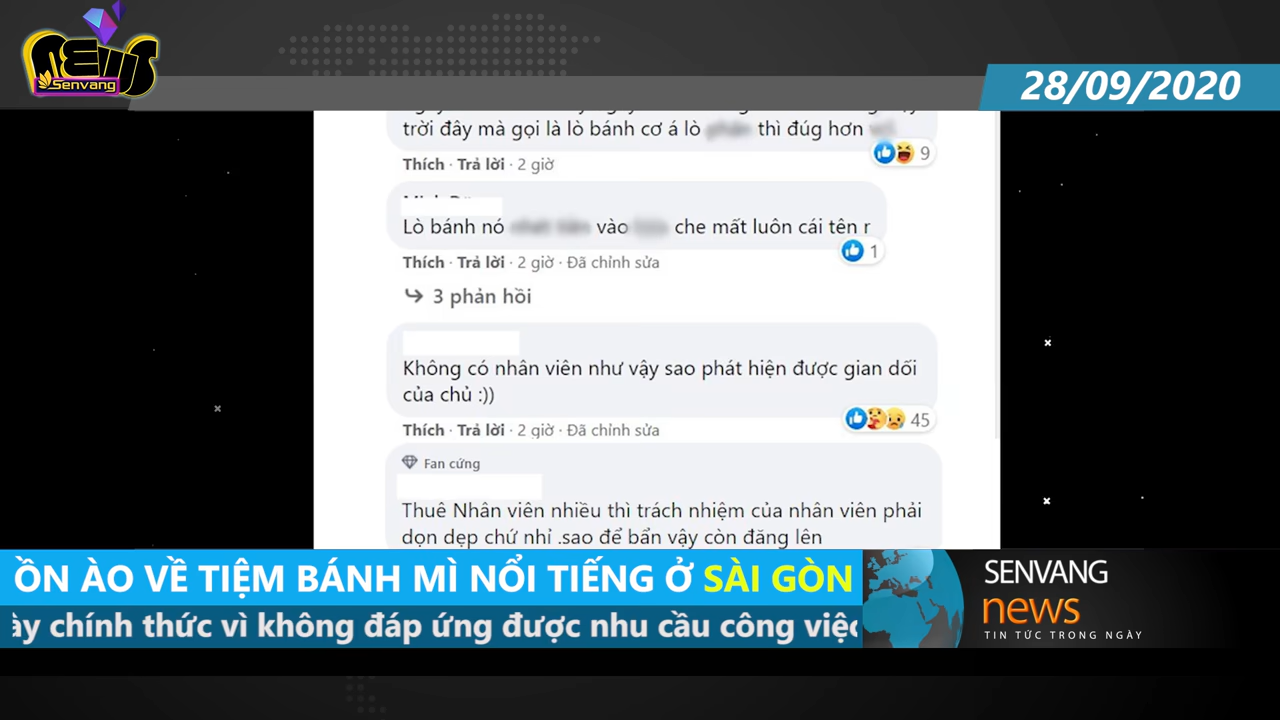 NEWS
Senvang
28/09/2020
trời đây mà gọi là lò bánh cơ á lò thì đúg hơn
9
Thích · Trả lời · 2 giờ
Lò bánh nó vào che mất luôn cái tên r
1
Thích · Trả lời · 2 giờ · Đã chỉnh sửa
3 phản hồi
Không có nhân viên như vậy sao phát hiện được gian dối
của chủ :))
45
Thích · Trả lời · 2 giờ · Đã chỉnh sửa
Fan cứng
Thuê Nhân viên nhiều thì trách nhiệm của nhân viên phải
dọn dẹp chứ nhỉ .sao để bẩn vậy còn đăng lên
ỒN ÀO VỀ TIỆM BÁNH MÌ NỔI TIẾNG Ở SÀI GÒN
ày chính thức vì không đáp ứng được nhu cầu công việc
SENVANG
news
TIN TỨC TRONG NGÀY